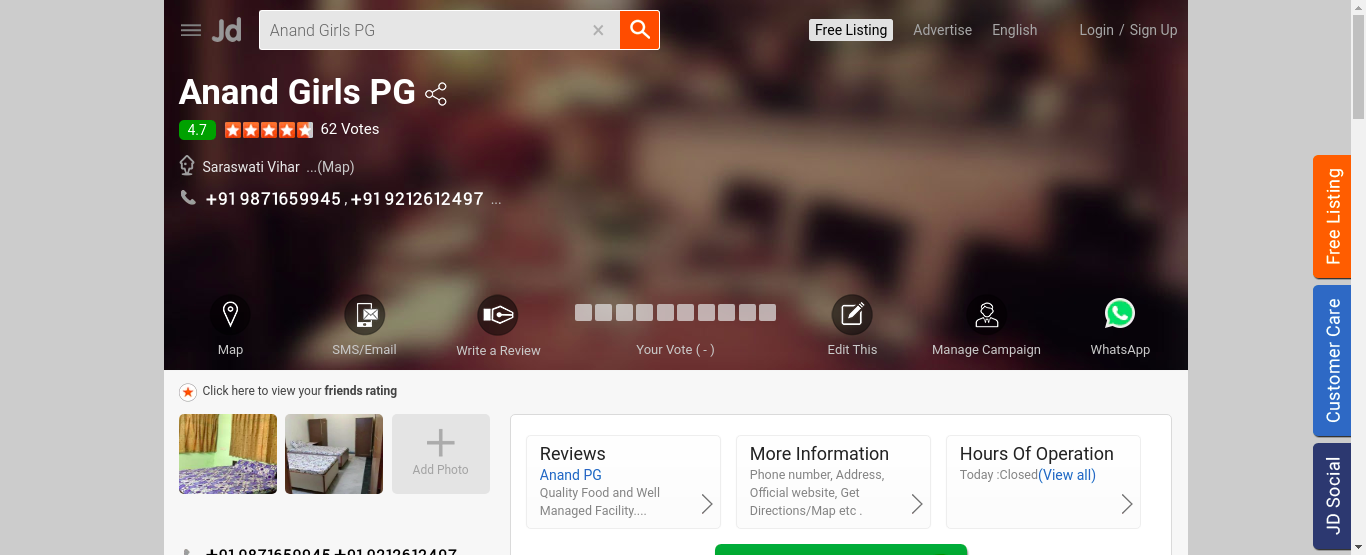 Jd
Anand Girls PG
Free Listing
Advertise
English
Login / Sign Up
Anand Girls PG
4.7
62 Votes
Saraswati Vihar ...(Map)
+91 9871659945 , +91 9212612497 ...
Map
SMS/Email
Write a Review
Your Vote ( - )
Edit This
Manage Campaign
WhatsApp
Click here to view your friends rating
Add Photo
Reviews
Anand PG
Quality Food and Well
Managed Facility....
More Information
Phone number, Address,
Official website, Get
Directions/Map etc .
Hours Of Operation
Today :Closed(View all)
+91 9871659945 +91 9212612497
Free Listing
Customer Care
JD Social